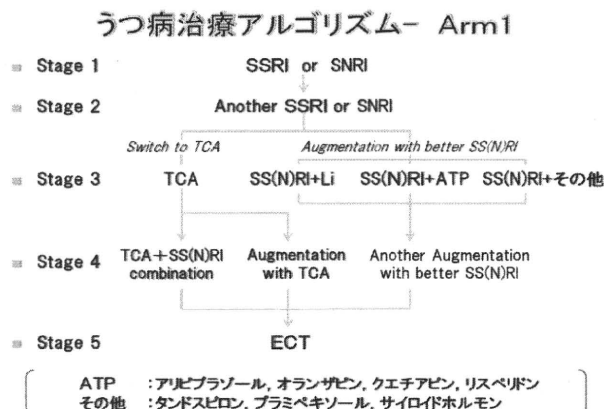 うつ病治療アルゴリズム- Arm1
Stage 1 SSRI or SNRI
Stage 2 Another SSRI or SNRI
Switch to TCA Augmentation with better SS(N)RI
Stage 3 TCA SS(N)RI+Li SS(N)RI+ATP SS(N)RI+その他
Stage 4 TCA+SS(N)RI combination Augmentation with TCA Another Augmentation with better SS(N)RI
Stage 5 ECT
ATP :アリピプラゾール, オランザピン, クエチアピン, リスペリドン
その他 :タンドスピロン, プラミペキソール, サイロイドホルモン